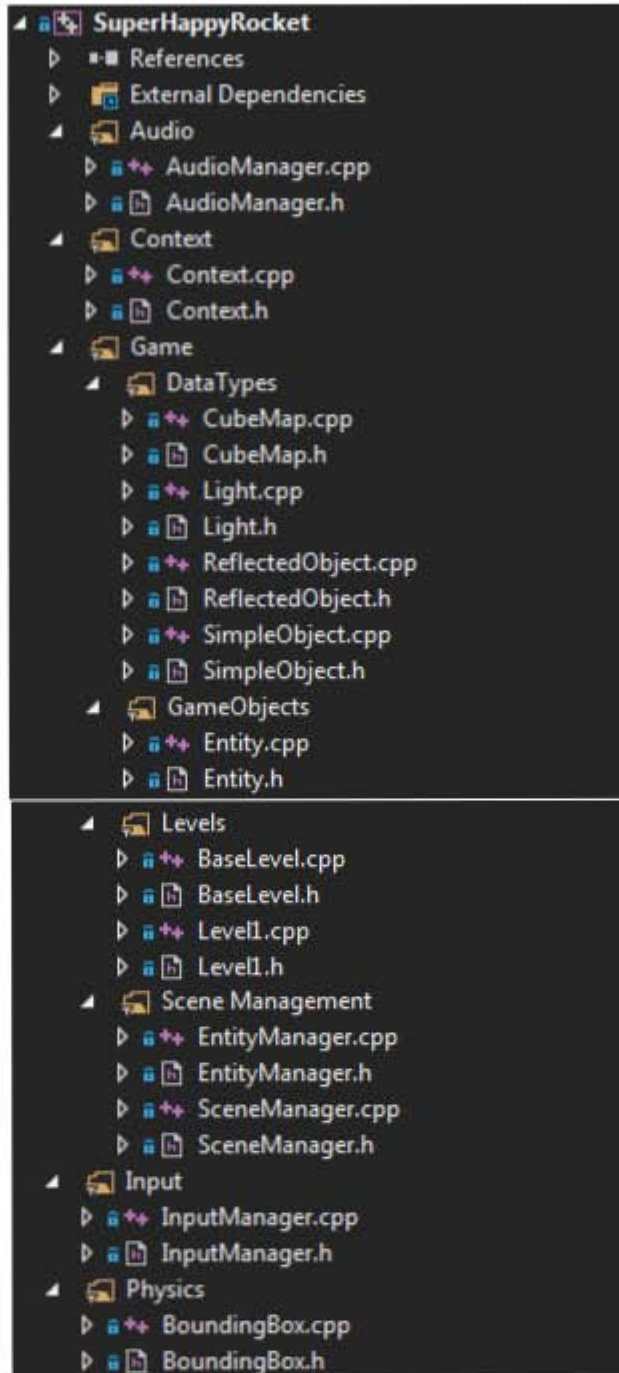 SuperHappyRocket
References
External Dependencies
Audio
AudioManager.cpp
AudioManager.h
Context
Context.cpp
Context.h
Game
DataTypes
CubeMap.cpp
CubeMap.h
Light.cpp
Light.h
ReflectedObject.cpp
ReflectedObject.h
SimpleObject.cpp
SimpleObject.h
GameObjects
Entity.cpp
Entity.h
Levels
BaseLevel.cpp
BaseLevel.h
Level1.cpp
Level1.h
Scene Management
EntityManager.cpp
EntityManager.h
SceneManager.cpp
SceneManager.h
Input
InputManager.cpp
InputManager.h
Physics
BoundingBox.cpp
BoundingBox.h